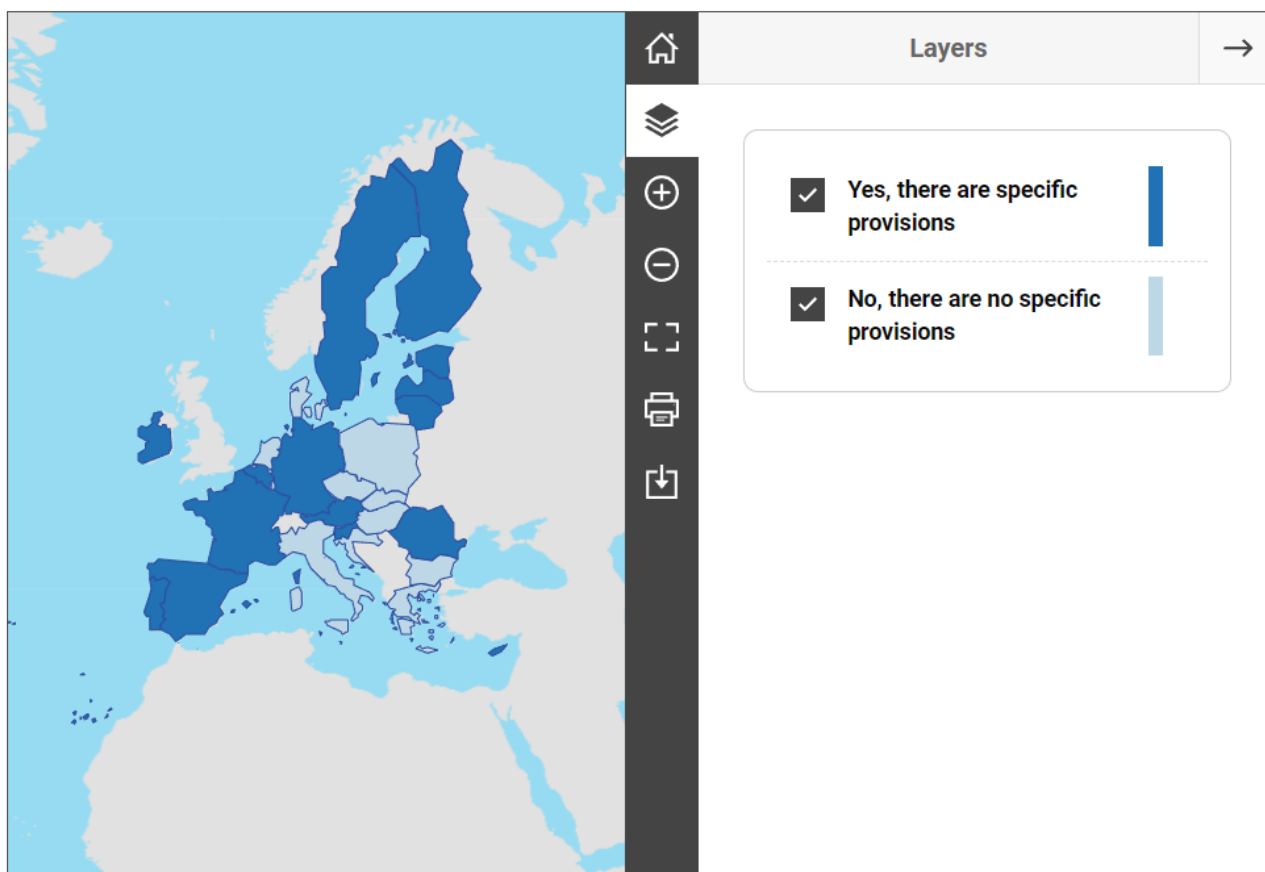 Layers
Yes, there are specific
provisions
No, there are no specific
provisions